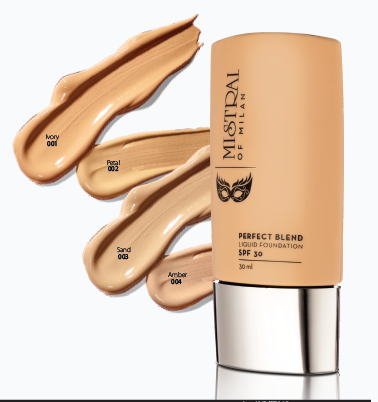 Ivory
001
Petal
002
Sand
003
Amber
004
MISTRAL
OF MILAN
PERFECT BLEND
LIQUID FOUNDATION
SPF 30
30 ml